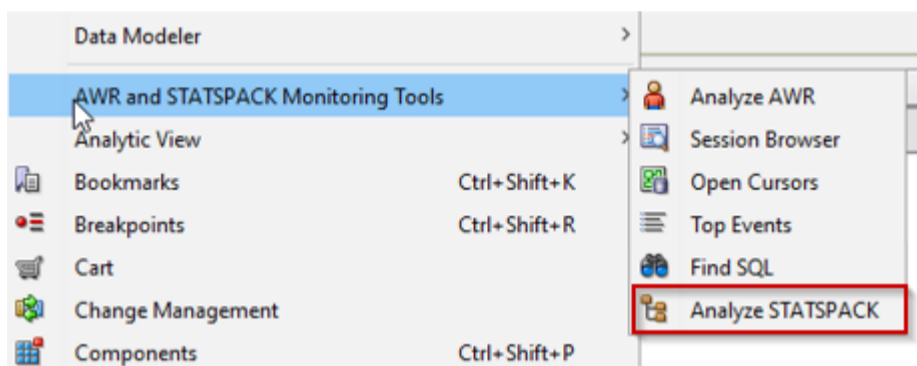 Data Modeler
AWR and STATSPACK Monitoring Tools
Analytic View
Bookmarks Ctrl+Shift+K
Breakpoints Ctrl+Shift+R
Cart
Change Management
Components Ctrl+Shift+P
Analyze AWR
Session Browser
Open Cursors
Top Events
Find SQL
Analyze STATSPACK